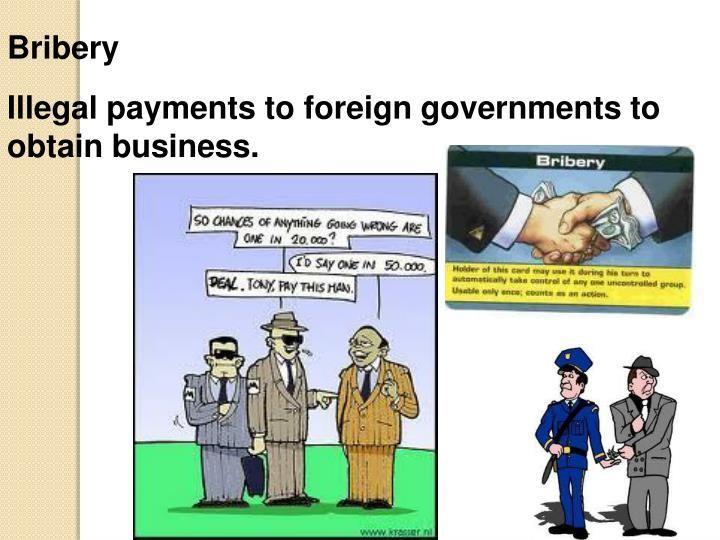 Bribery
Illegal payments to foreign governments to
obtain business.
SO CHANCES OF ANYTHING GOING WRONG ARE
ONE IN 20.000?
I'D SAY ONE IN 50.000.
DEAL. TONY, PAY THIS MAN.
www.krasser.nl
Bribery
Holder of this card may use it during his turn to
automatically take control of any one uncontrolled group.
Usable only once; counts as an action.